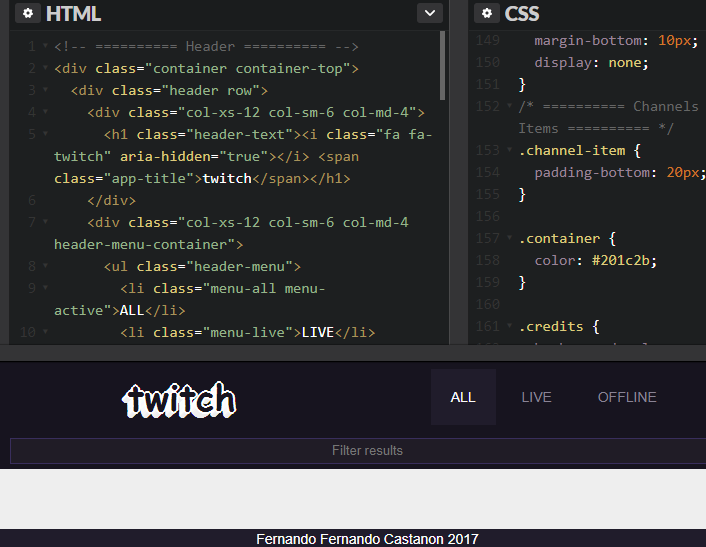 HTML
1 <!-- ========== Header ========== -->
2 <div class="container container-top">
3 <div class="header row">
4 <div class="col-xs-12 col-sm-6 col-md-4">
5 <h1 class="header-text"><i class="fa fa-
twitch" aria-hidden="true"></i> <span
class="app-title">twitch</span></h1>
6 </div>
7 <div class="col-xs-12 col-sm-6 col-md-4
header-menu-container">
8 <ul class="header-menu">
9 <li class="menu-all menu-
active">ALL</li>
10 <li class="menu-live">LIVE</li>
CSS
149 margin-bottom: 10px;
150 display: none;
151 }
152 /* ========== Channels
Items ========== */
153 .channel-item {
154 padding-bottom: 20px;
155 }
156
157 .container {
158 color: #201c2b;
159 }
160
161 .credits {
twitch
ALL LIVE OFFLINE
Filter results
Fernando Fernando Castanon 2017